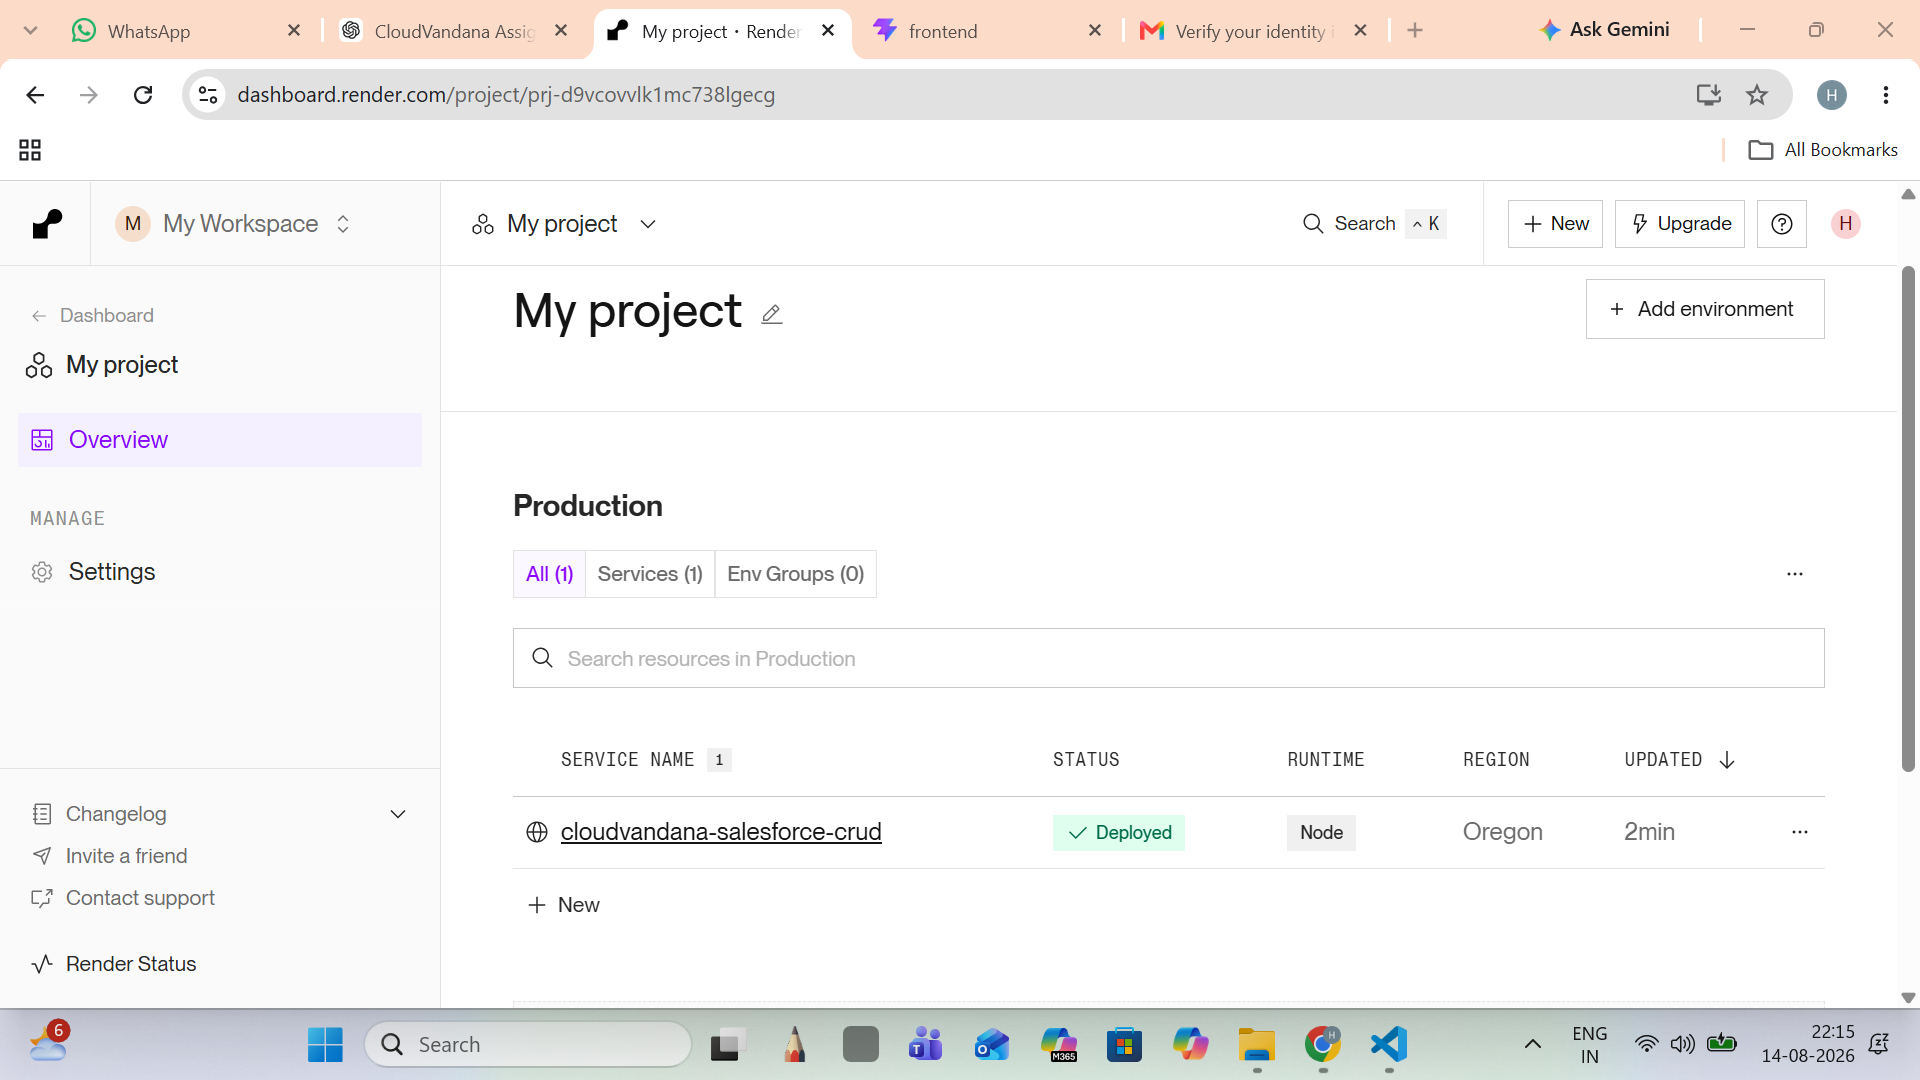 WhatsApp
CloudVandana Assig
My project · Render
frontend
Verify your identity i
Ask Gemini
dashboard.render.com/project/prj-d9vcovvlk1mc738lgecg
H
All Bookmarks
M My Workspace
My project
Search ^ K
+ New
Upgrade
H
Dashboard
My project
Overview
MANAGE
Settings
Changelog
Invite a friend
Contact support
Render Status
My project
+ Add environment
Production
All (1)
Services (1)
Env Groups (0)
Search resources in Production
SERVICE NAME 1 STATUS RUNTIME REGION UPDATED
cloudvandana-salesforce-crud Deployed Node Oregon 2min
+ New
6
Search
M365
ENG
IN
22:15
14-08-2026